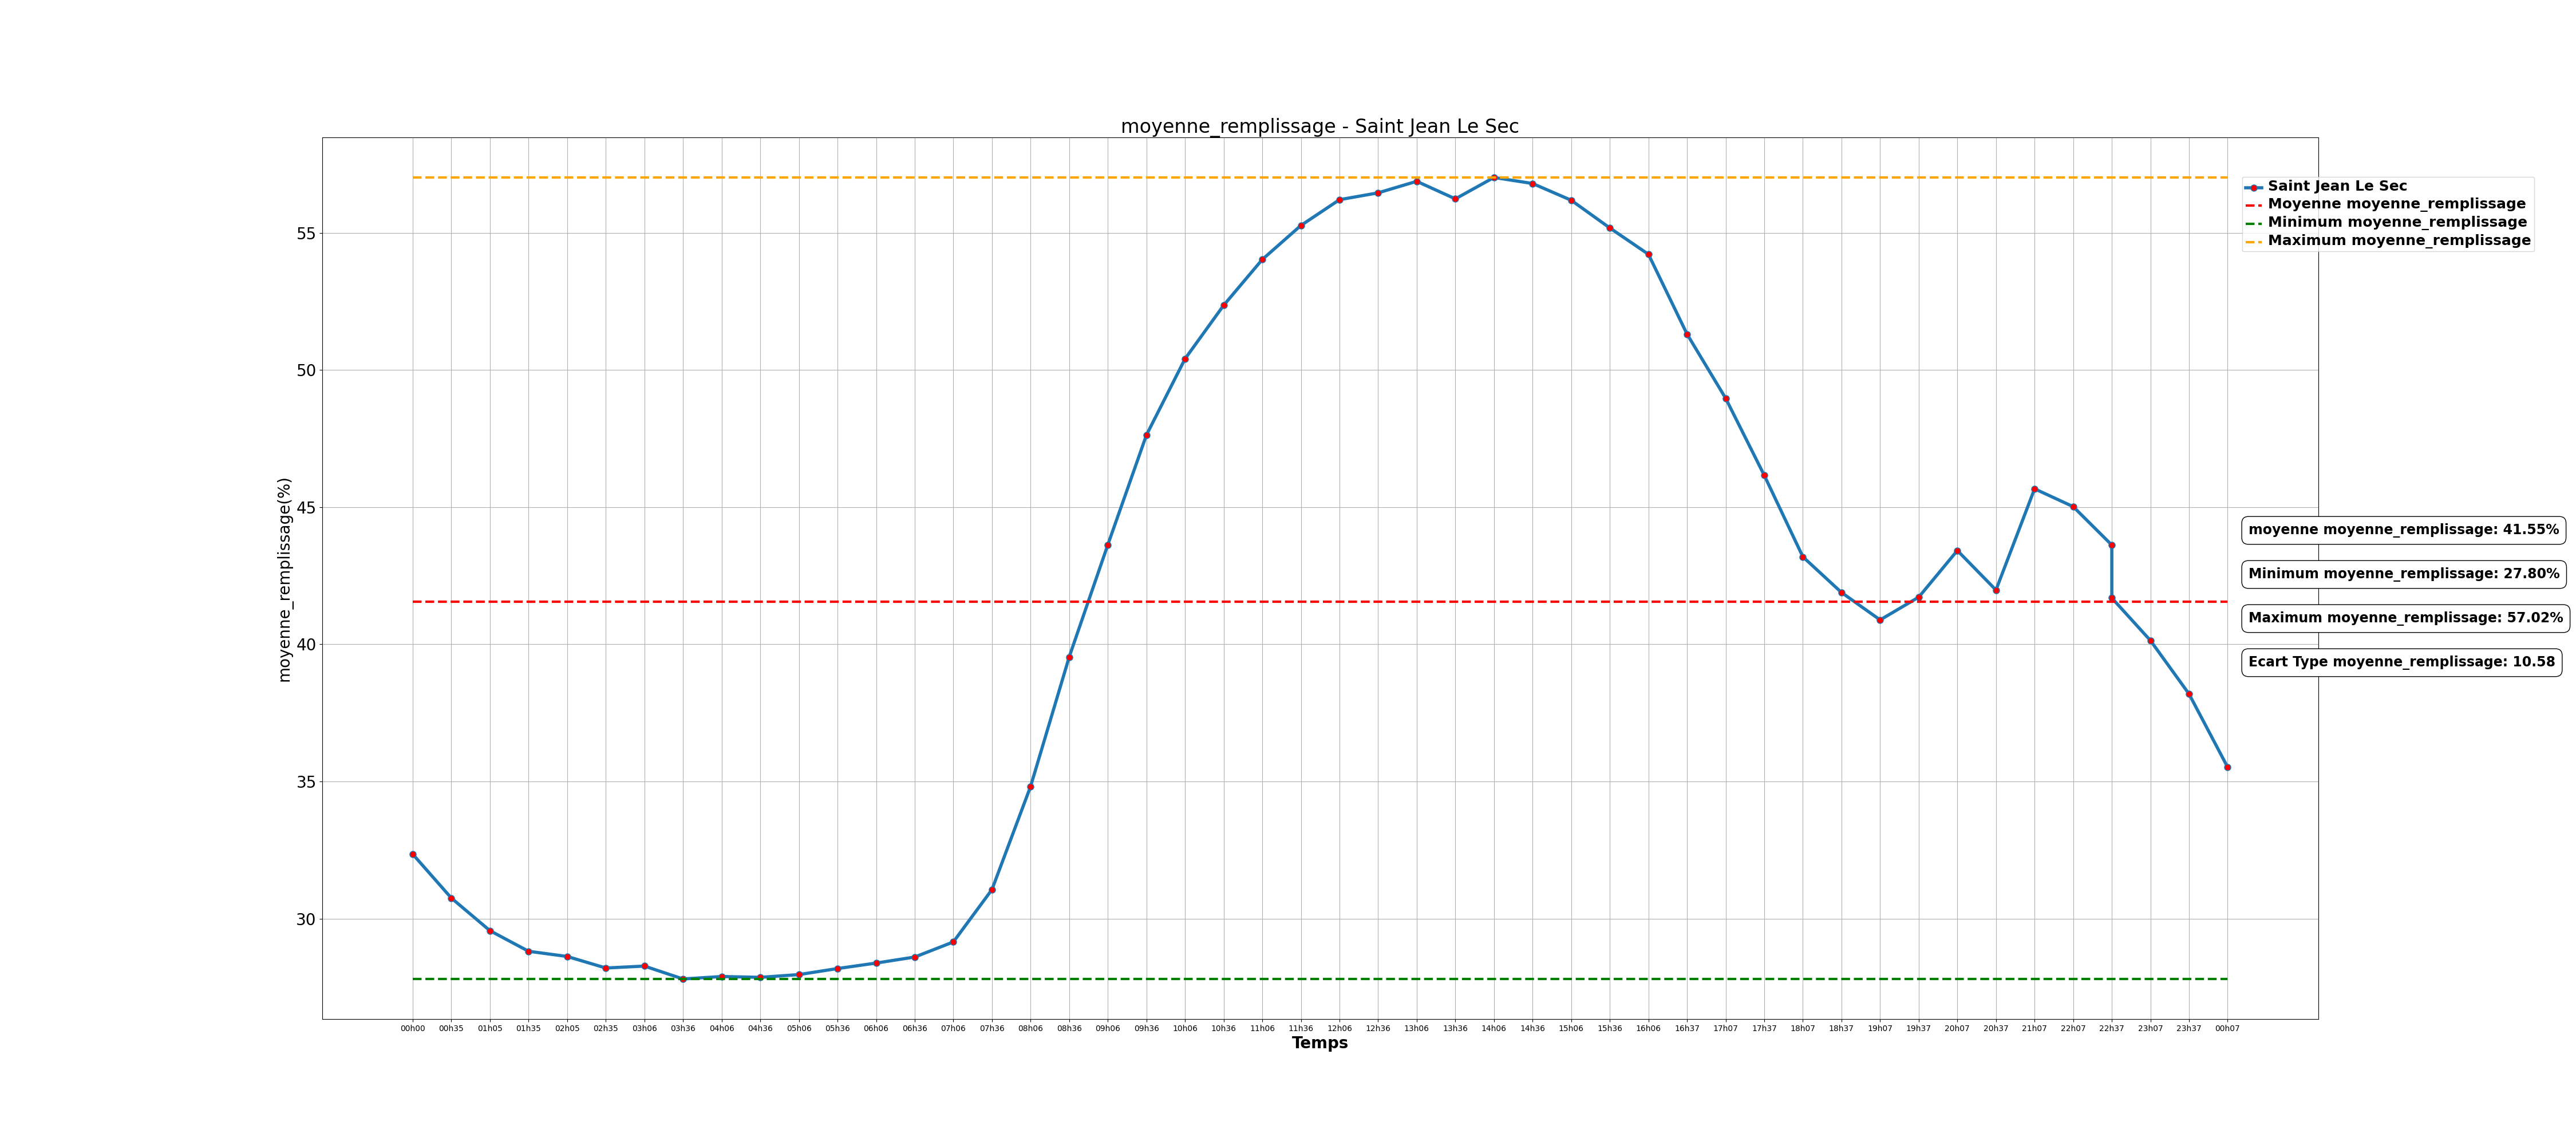 moyenne_remplissage - Saint Jean Le Sec
Saint Jean Le Sec
Moyenne moyenne_remplissage
Minimum moyenne_remplissage
Maximum moyenne_remplissage
moyenne_remplissage(%)
55
50
45
40
35
30
moyenne moyenne_remplissage: 41.55%
Minimum moyenne_remplissage: 27.80%
Maximum moyenne_remplissage: 57.02%
Ecart Type moyenne_remplissage: 10.58
00h00 00h35 01h05 01h35 02h05 02h35 03h06 03h36 04h06 04h36 05h06 05h36 06h06 06h36 07h06 07h36 08h06 08h36 09h06 09h36 10h06 10h36 11h06 11h36 12h06 12h36 13h06 13h36 14h06 14h36 15h06 15h36 16h06 16h37 17h07 17h37 18h07 18h37 19h07 19h37 20h07 20h37 21h07 22h07 22h37 23h07 23h37 00h07
Temps